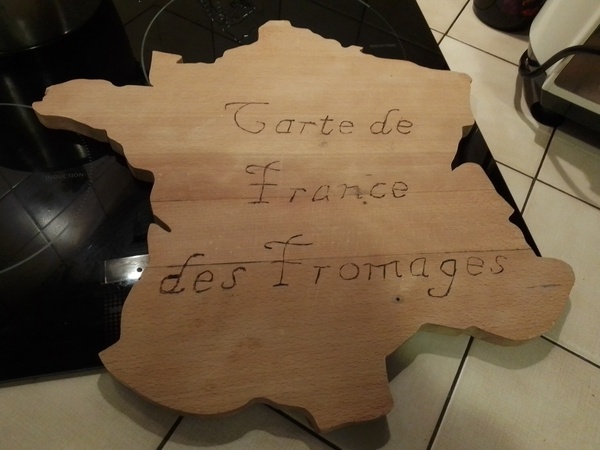 Carte de
France
des Fromages